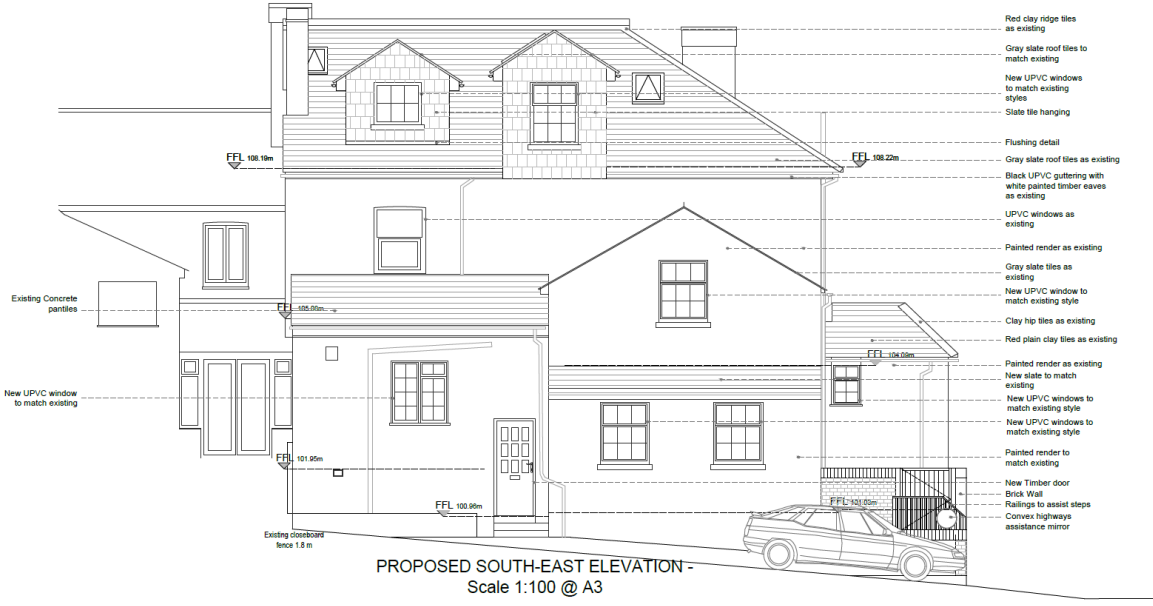 Red clay ridge tiles
as existing
Gray slate roof tiles to
match existing
New UPVC windows
to match existing
styles
Slate tile hanging
Flushing detail
FFL 108.19m
FFL 108.22m
Gray slate roof tiles as existing
Black UPVC guttering with
white painted timber eaves
as existing
UPVC windows as
existing
Painted render as existing
Gray slate tiles as
existing
New UPVC window to
match existing style
Existing Concrete
pantiles
FFL 105.00m
Clay hip tiles as existing
Red plain clay tiles as existing
FFL 104.09m
Painted render as existing
New slate to match
existing
New UPVC window
to match existing
New UPVC windows to
match existing style
New UPVC windows to
match existing style
FFL 101.95m
Painted render to
match existing
New Timber door
Brick Wall
Railings to assist steps
Convex highways
assistance mirror
FFL 100.96m
FFL 101.03m
Existing closeboard
fence 1.8 m
PROPOSED SOUTH-EAST ELEVATION -
Scale 1:100 @ A3